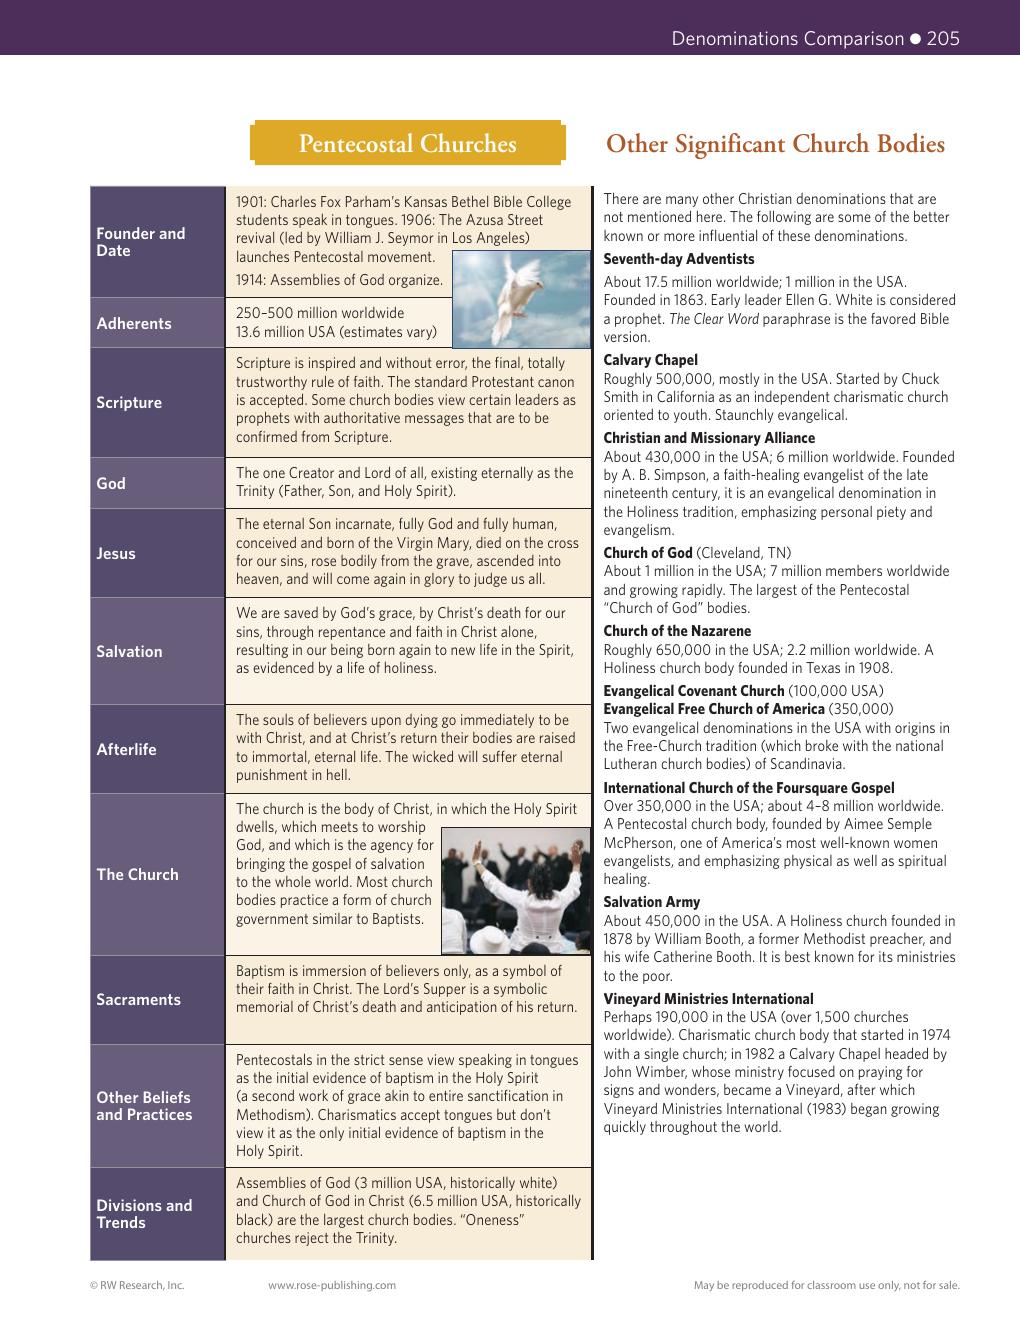 Denominations Comparison ● 205
Pentecostal Churches
Other Significant Church Bodies
Founder and
Date
1901: Charles Fox Parham’s Kansas Bethel Bible College
students speak in tongues. 1906: The Azusa Street
revival (led by William J. Seymor in Los Angeles)
launches Pentecostal movement.
1914: Assemblies of God organize.
Adherents
250–500 million worldwide
13.6 million USA (estimates vary)
Scripture
Scripture is inspired and without error, the final, totally
trustworthy rule of faith. The standard Protestant canon
is accepted. Some church bodies view certain leaders as
prophets with authoritative messages that are to be
confirmed from Scripture.
God
The one Creator and Lord of all, existing eternally as the
Trinity (Father, Son, and Holy Spirit).
Jesus
The eternal Son incarnate, fully God and fully human,
conceived and born of the Virgin Mary, died on the cross
for our sins, rose bodily from the grave, ascended into
heaven, and will come again in glory to judge us all.
Salvation
We are saved by God’s grace, by Christ’s death for our
sins, through repentance and faith in Christ alone,
resulting in our being born again to new life in the Spirit,
as evidenced by a life of holiness.
Afterlife
The souls of believers upon dying go immediately to be
with Christ, and at Christ’s return their bodies are raised
to immortal, eternal life. The wicked will suffer eternal
punishment in hell.
The Church
The church is the body of Christ, in which the Holy Spirit
dwells, which meets to worship
God, and which is the agency for
bringing the gospel of salvation
to the whole world. Most church
bodies practice a form of church
government similar to Baptists.
Sacraments
Baptism is immersion of believers only, as a symbol of
their faith in Christ. The Lord’s Supper is a symbolic
memorial of Christ’s death and anticipation of his return.
Other Beliefs
and Practices
Pentecostals in the strict sense view speaking in tongues
as the initial evidence of baptism in the Holy Spirit
(a second work of grace akin to entire sanctification in
Methodism). Charismatics accept tongues but don’t
view it as the only initial evidence of baptism in the
Holy Spirit.
Divisions and
Trends
Assemblies of God (3 million USA, historically white)
and Church of God in Christ (6.5 million USA, historically
black) are the largest church bodies. “Oneness”
churches reject the Trinity.
There are many other Christian denominations that are
not mentioned here. The following are some of the better
known or more influential of these denominations.
Seventh-day Adventists
About 17.5 million worldwide; 1 million in the USA.
Founded in 1863. Early leader Ellen G. White is considered
a prophet. The Clear Word paraphrase is the favored Bible
version.
Calvary Chapel
Roughly 500,000, mostly in the USA. Started by Chuck
Smith in California as an independent charismatic church
oriented to youth. Staunchly evangelical.
Christian and Missionary Alliance
About 430,000 in the USA; 6 million worldwide. Founded
by A. B. Simpson, a faith-healing evangelist of the late
nineteenth century, it is an evangelical denomination in
the Holiness tradition, emphasizing personal piety and
evangelism.
Church of God (Cleveland, TN)
About 1 million in the USA; 7 million members worldwide
and growing rapidly. The largest of the Pentecostal
“Church of God” bodies.
Church of the Nazarene
Roughly 650,000 in the USA; 2.2 million worldwide. A
Holiness church body founded in Texas in 1908.
Evangelical Covenant Church (100,000 USA)
Evangelical Free Church of America (350,000)
Two evangelical denominations in the USA with origins in
the Free-Church tradition (which broke with the national
Lutheran church bodies) of Scandinavia.
International Church of the Foursquare Gospel
Over 350,000 in the USA; about 4–8 million worldwide.
A Pentecostal church body, founded by Aimee Semple
McPherson, one of America’s most well-known women
evangelists, and emphasizing physical as well as spiritual
healing.
Salvation Army
About 450,000 in the USA. A Holiness church founded in
1878 by William Booth, a former Methodist preacher, and
his wife Catherine Booth. It is best known for its ministries
to the poor.
Vineyard Ministries International
Perhaps 190,000 in the USA (over 1,500 churches
worldwide). Charismatic church body that started in 1974
with a single church; in 1982 a Calvary Chapel headed by
John Wimber, whose ministry focused on praying for
signs and wonders, became a Vineyard, after which
Vineyard Ministries International (1983) began growing
quickly throughout the world.
© RW Research, Inc.
www.rose-publishing.com
May be reproduced for classroom use only, not for sale.